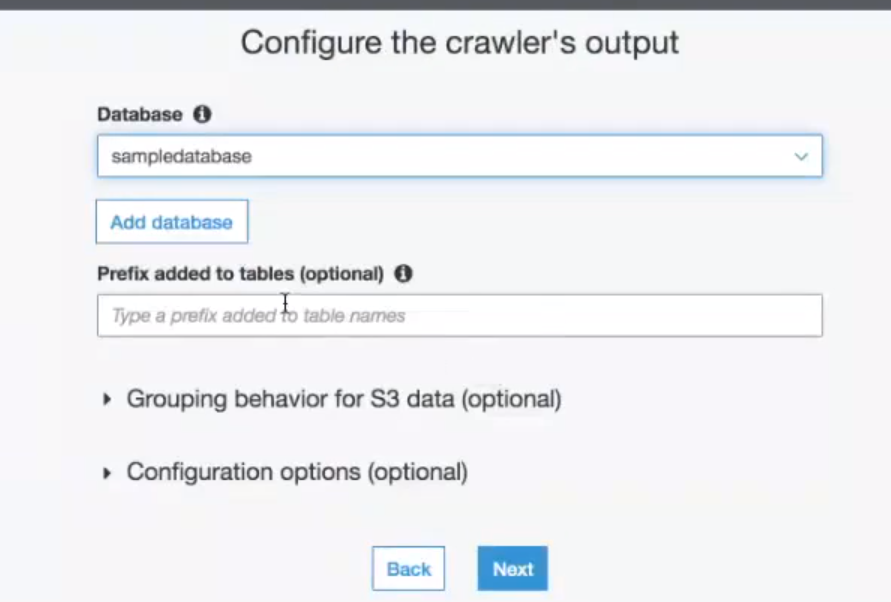 Configure the crawler's output
Database
sampledatabase
Add database
Prefix added to tables (optional)
Type a prefix added to table names
Grouping behavior for S3 data (optional)
Configuration options (optional)
Back
Next